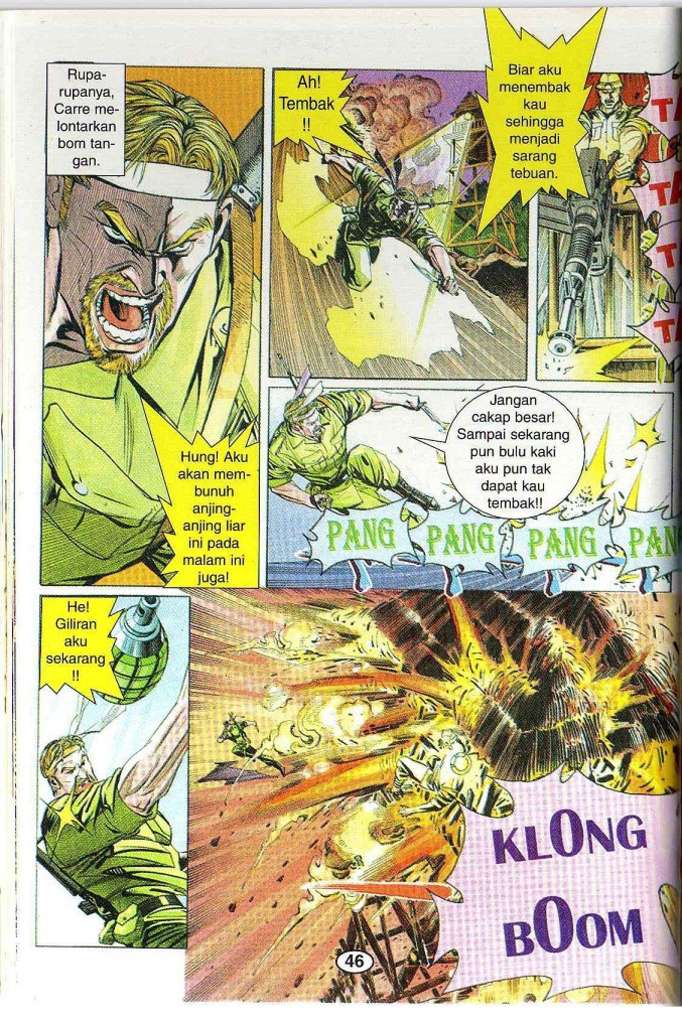 Rupa-
rupanya,
Carre me-
lontarkan
bom tan-
gan.
Ah!
Tembak
!!
Biar aku
menembak
kau
sehingga
menjadi
sarang
tebuan.
Hung! Aku
akan mem-
bunuh
anjing-
anjing liar
ini pada
malam ini
juga!
Jangan
cakap besar!
Sampai sekarang
pun bulu kaki
aku pun tak
dapat kau
tembak!!
PANG PANG PANG PAN
He!
Giliran
aku
sekarang
!!
KLONG
BOOM
46